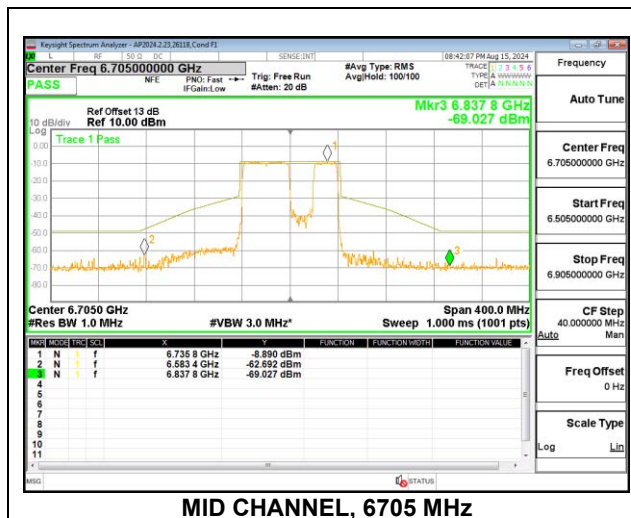 Keysight Spectrum Analyzer - AP2024.2.23,26118,Cond F1
L RF 50 Ω DC SENSE:INT 08:42:07 PM Aug 15, 2024
Center Freq 6.705000000 GHz
PASS
NFE
PNO: Fast
IFGain:Low
Trig: Free Run
#Atten: 20 dB
#Avg Type: RMS
Avg|Hold: 100/100
TRACE 1 2 3 4 5 6
TYPE A WWWWW
DET A N N N N N
Ref Offset 13 dB
10 dB/div Ref 10.00 dBm
Log
Mkr3 6.837 8 GHz
-69.027 dBm
Trace 1 Pass
0.00
-10.0
-20.0
-30.0
-40.0
-50.0
-60.0
-70.0
-80.0
1
2
3
Center 6.7050 GHz
Span 400.0 MHz
#Res BW 1.0 MHz
#VBW 3.0 MHz*
Sweep 1.000 ms (1001 pts)
MKR MODE TRC SCL X Y FUNCTION FUNCTION WIDTH FUNCTION VALUE
1 N 1 f 6.735 8 GHz -8.890 dBm
2 N 1 f 6.583 4 GHz -62.692 dBm
3 N 1 f 6.837 8 GHz -69.027 dBm
4
5
6
7
8
9
10
11
MSG
STATUS
Frequency
Auto Tune
Center Freq
6.705000000 GHz
Start Freq
6.505000000 GHz
Stop Freq
6.905000000 GHz
CF Step
40.000000 MHz
Auto Man
Freq Offset
0 Hz
Scale Type
Log Lin
MID CHANNEL, 6705 MHz